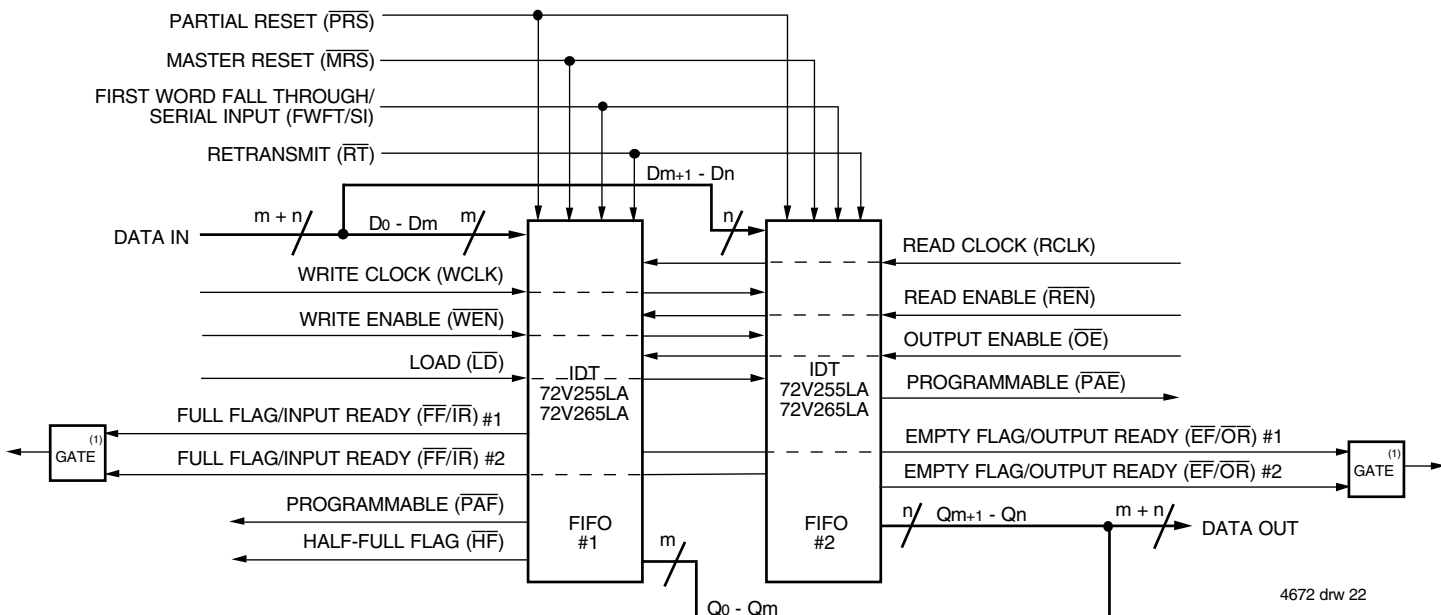 PARTIAL RESET (PRS)
MASTER RESET (MRS)
FIRST WORD FALL THROUGH/
SERIAL INPUT (FWFT/SI)
RETRANSMIT (RT)
Dm+1 - Dn
m + n
D0 - Dm
m
n
DATA IN
READ CLOCK (RCLK)
WRITE CLOCK (WCLK)
READ ENABLE (REN)
WRITE ENABLE (WEN)
OUTPUT ENABLE (OE)
LOAD (LD)
IDT
72V255LA
72V265LA
IDT
72V255LA
72V265LA
PROGRAMMABLE (PAE)
FULL FLAG/INPUT READY (FF/IR) #1
EMPTY FLAG/OUTPUT READY (EF/OR) #1
(1)
GATE
(1)
GATE
FULL FLAG/INPUT READY (FF/IR) #2
EMPTY FLAG/OUTPUT READY (EF/OR) #2
PROGRAMMABLE (PAF)
FIFO
#1
FIFO
#2
n
Qm+1 - Qn
m + n
DATA OUT
HALF-FULL FLAG (HF)
m
Q0 - Qm
4672 drw 22